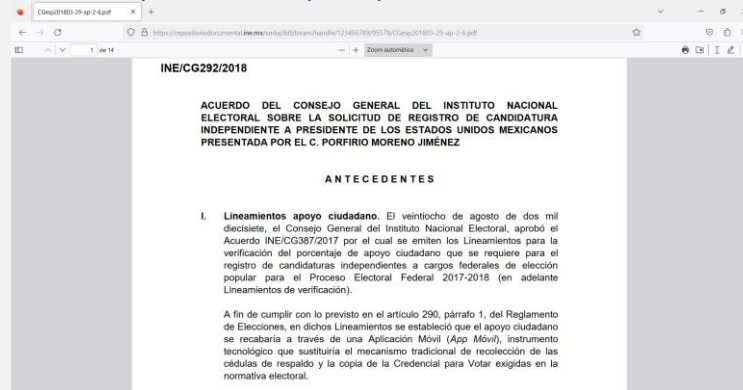 CGesp201803-29-ap-2-6.pdf
https://repositoriodocumental.ine.mx/xmlui/bitstream/handle/123456789/95578/CGesp201803-29-ap-2-6.pdf
1 de 14
Zoom automático
INE/CG292/2018
ACUERDO DEL CONSEJO GENERAL DEL INSTITUTO NACIONAL
ELECTORAL SOBRE LA SOLICITUD DE REGISTRO DE CANDIDATURA
INDEPENDIENTE A PRESIDENTE DE LOS ESTADOS UNIDOS MEXICANOS
PRESENTADA POR EL C. PORFIRIO MORENO JIMÉNEZ
A N T E C E D E N T E S
I. Lineamientos apoyo ciudadano. El veintiocho de agosto de dos mil
diecisiete, el Consejo General del Instituto Nacional Electoral, aprobó el
Acuerdo INE/CG387/2017 por el cual se emiten los Lineamientos para la
verificación del porcentaje de apoyo ciudadano que se requiere para el
registro de candidaturas independientes a cargos federales de elección
popular para el Proceso Electoral Federal 2017-2018 (en adelante
Lineamientos de verificación).
A fin de cumplir con lo previsto en el artículo 290, párrafo 1, del Reglamento
de Elecciones, en dichos Lineamientos se estableció que el apoyo ciudadano
se recabaría a través de una Aplicación Móvil (App Móvil), instrumento
tecnológico que sustituiría el mecanismo tradicional de recolección de las
cédulas de respaldo y la copia de la Credencial para Votar exigidas en la
normativa electoral.